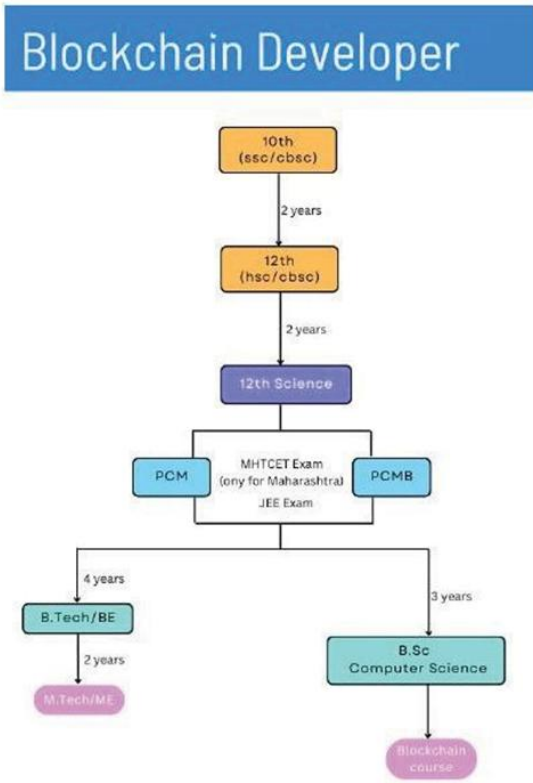 Blockchain Developer
10th
(ssc/cbsc)
2 years
12th
(hsc/cbsc)
2 years
12th Science
PCM
MHTCET Exam
(ony for Maharashtra)
JEE Exam
PCMB
4 years
3 years
B.Tech/BE
B.Sc
Computer Science
2 years
M.Tech/ME
Blockchain
course